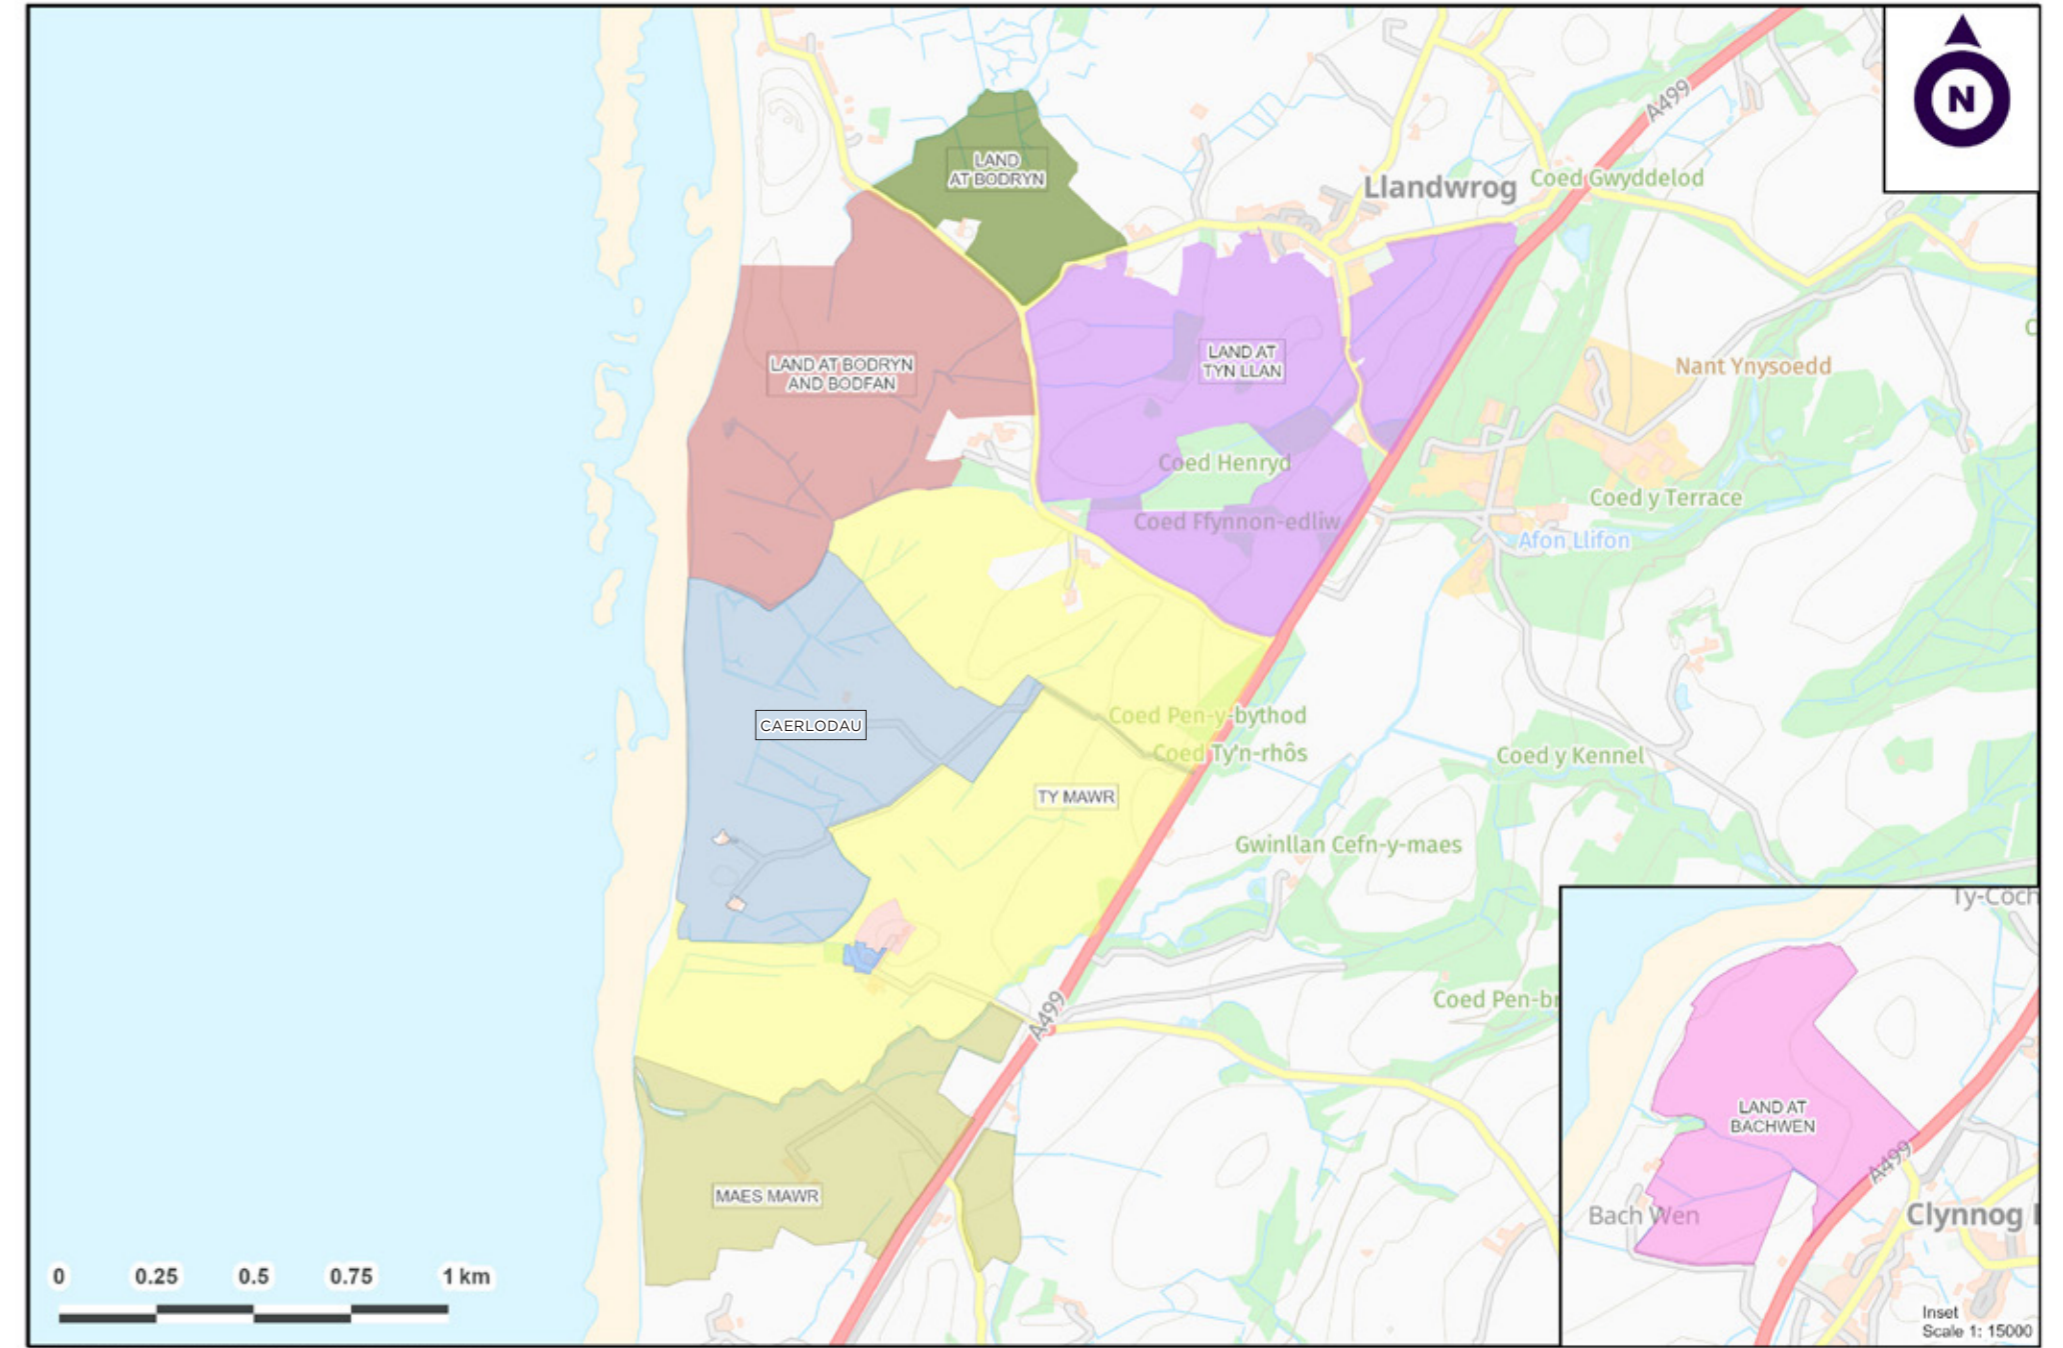 N
A499
LAND
AT BODRYN
Llandwrog
Coed Gwyddelod
LAND AT BODRYN
AND BODFAN
LAND AT
TYN LLAN
Nant Ynysoedd
Coed Henryd
Coed y Terrace
Coed Ffynnon-edliw
Afon Llifon
CAERLODAU
Coed Pen-y-bythod
Coed Ty'n-rhôs
Coed y Kennel
TY MAWR
Gwinllan Cefn-y-maes
Ty-Coch
Coed Pen-br
A499
LAND AT
BACHWEN
A499
MAES MAWR
Bach Wen
Clynnog
0 0.25 0.5 0.75 1 km
Inset
Scale 1: 15000